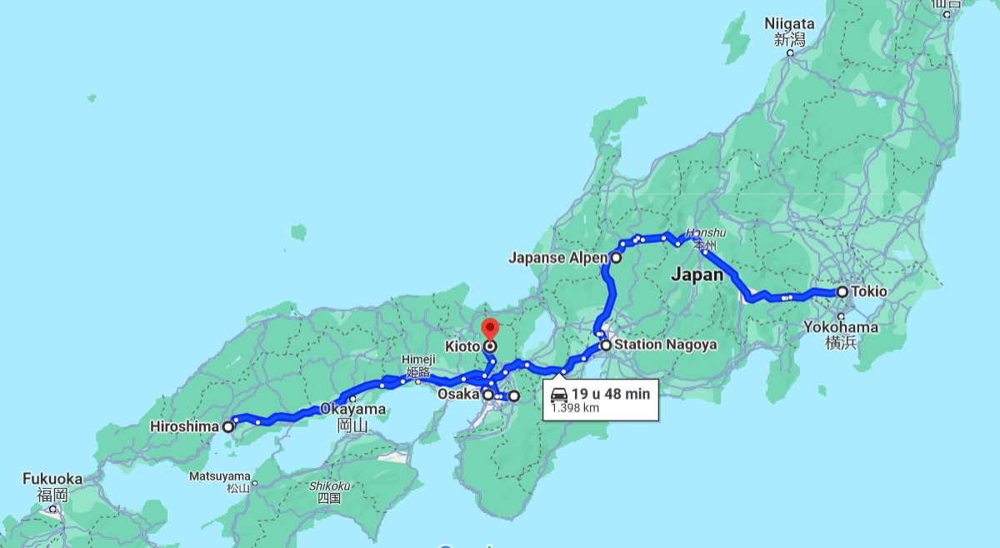 仙台
Niigata
新潟
Honshu
本州
Japanse Alpen
Japan
Tokio
Yokohama
横浜
Kioto
Station Nagoya
Himeji
姫路
Osaka
19 u 48 min
1.398 km
Okayama
岡山
Hiroshima
Matsuyama
松山
Shikoku
四国
Fukuoka
福岡